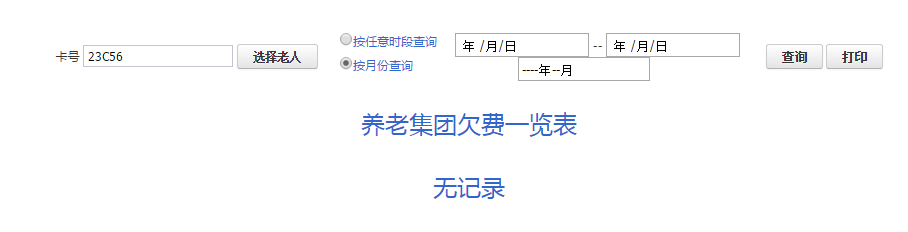 卡号 23C56 选择老人
按任意时段查询 年 /月/日 -- 年 /月/日
按月份查询 ----年--月
查询 打印
养老集团欠费一览表
无记录